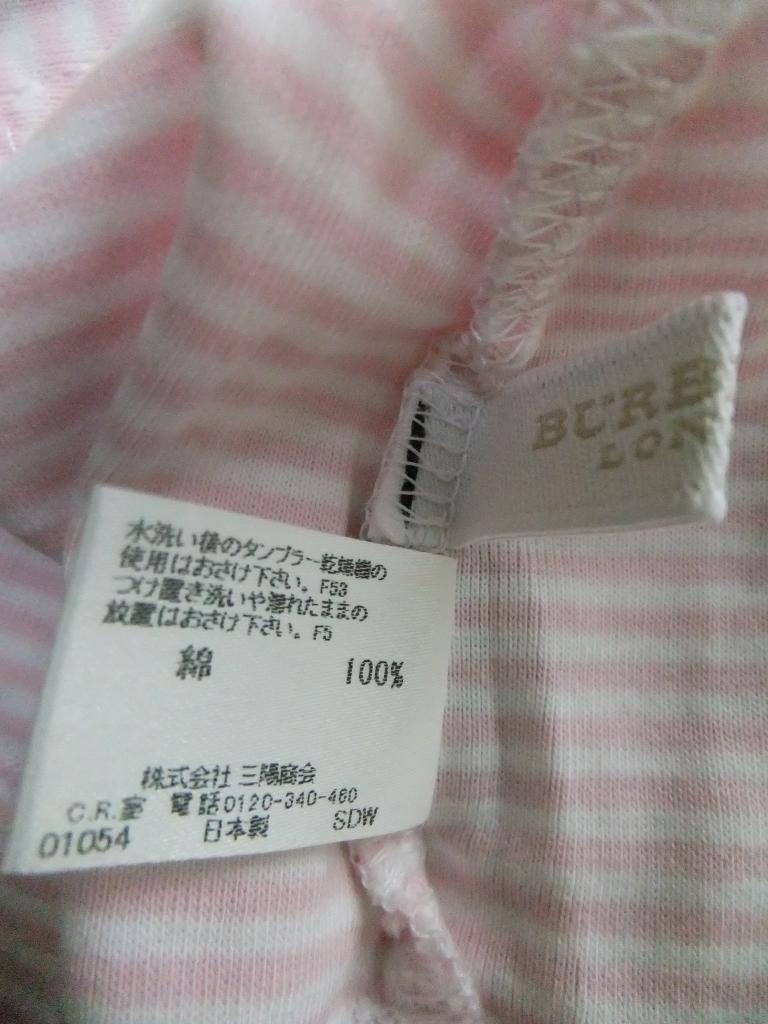 水洗い後のタンブラー乾燥機の
使用はおさけ下さい。F53
つけ置き洗いや濡れたままの
放置はおさけ下さい。F5
綿 100%
株式会社 三陽商会
C.R.室 電話0120-340-460
01054 日本製 SDW
BURB
LON